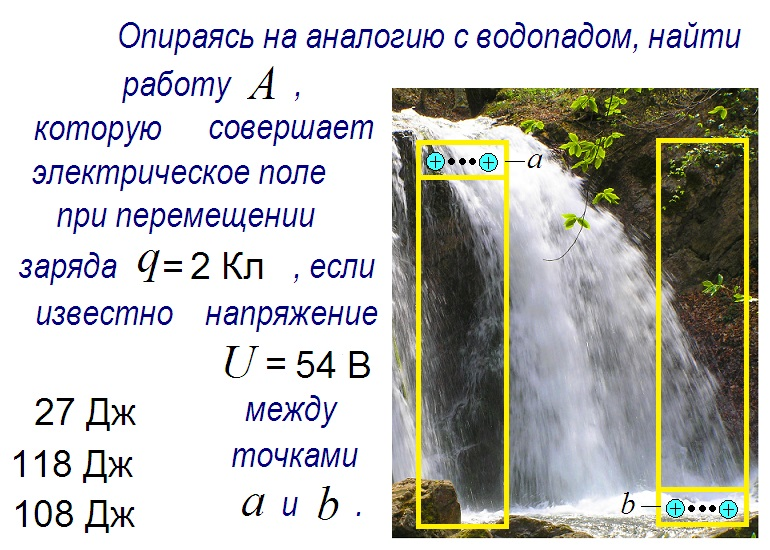 Опираясь на аналогию с водопадом, найти
работу A ,
которую совершает
электрическое поле
при перемещении
заряда q = 2 Кл , если
известно напряжение
U = 54 В
между
точками
a и b .
27 Дж
118 Дж
108 Дж
+ + a
b + +